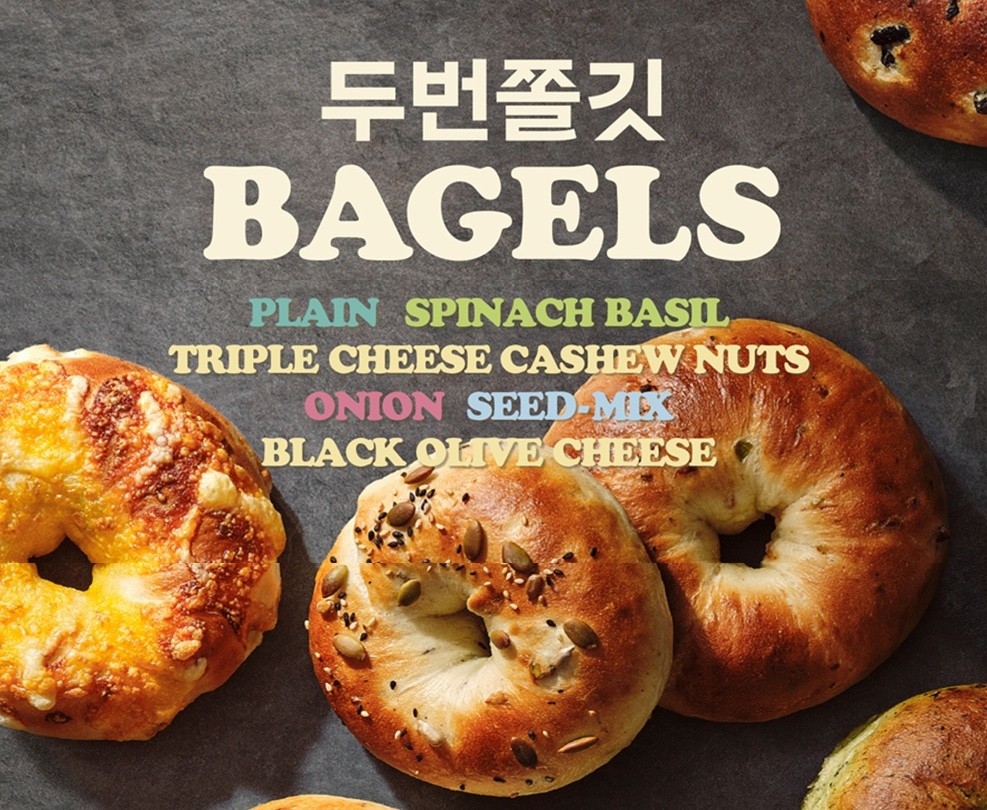 두번쫄깃
BAGELS
PLAIN SPINACH BASIL
TRIPLE CHEESE CASHEW NUTS
ONION SEED-MIX
BLACK OLIVE CHEESE